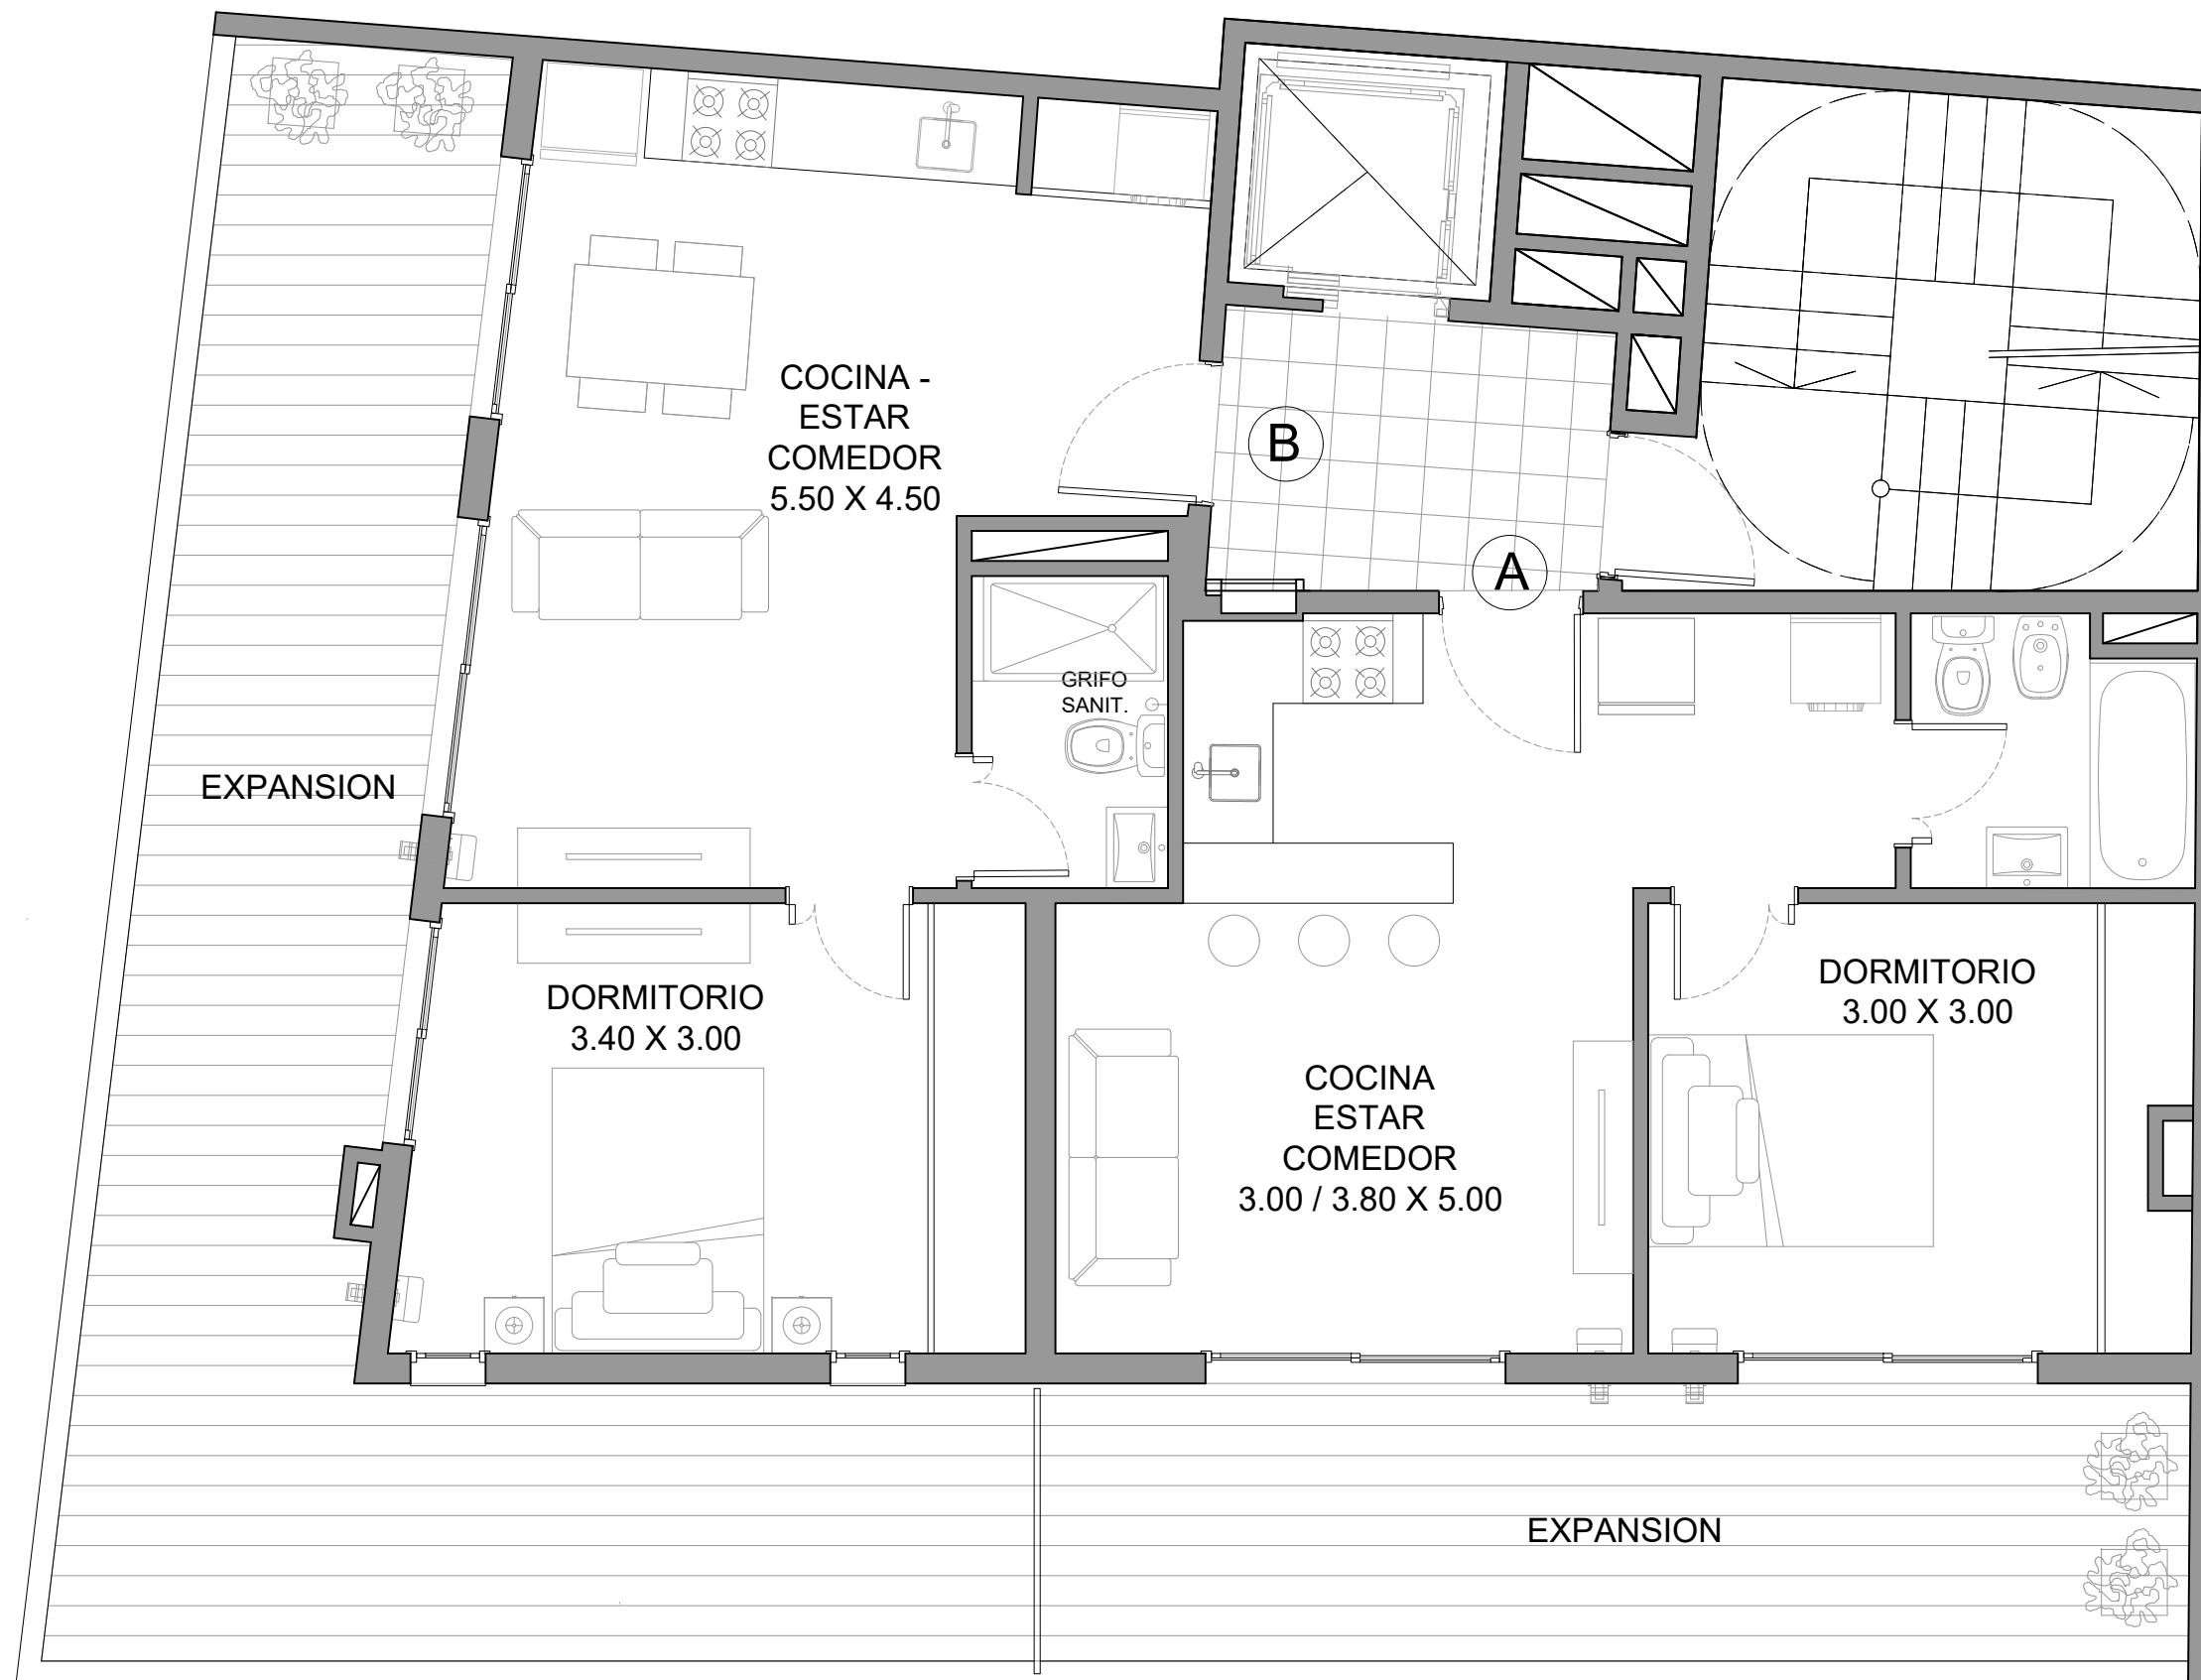 COCINA -
ESTAR
COMEDOR
5.50 X 4.50
B
A
GRIFO
SANIT.
EXPANSION
DORMITORIO
3.40 X 3.00
DORMITORIO
3.00 X 3.00
COCINA
ESTAR
COMEDOR
3.00 / 3.80 X 5.00
EXPANSION